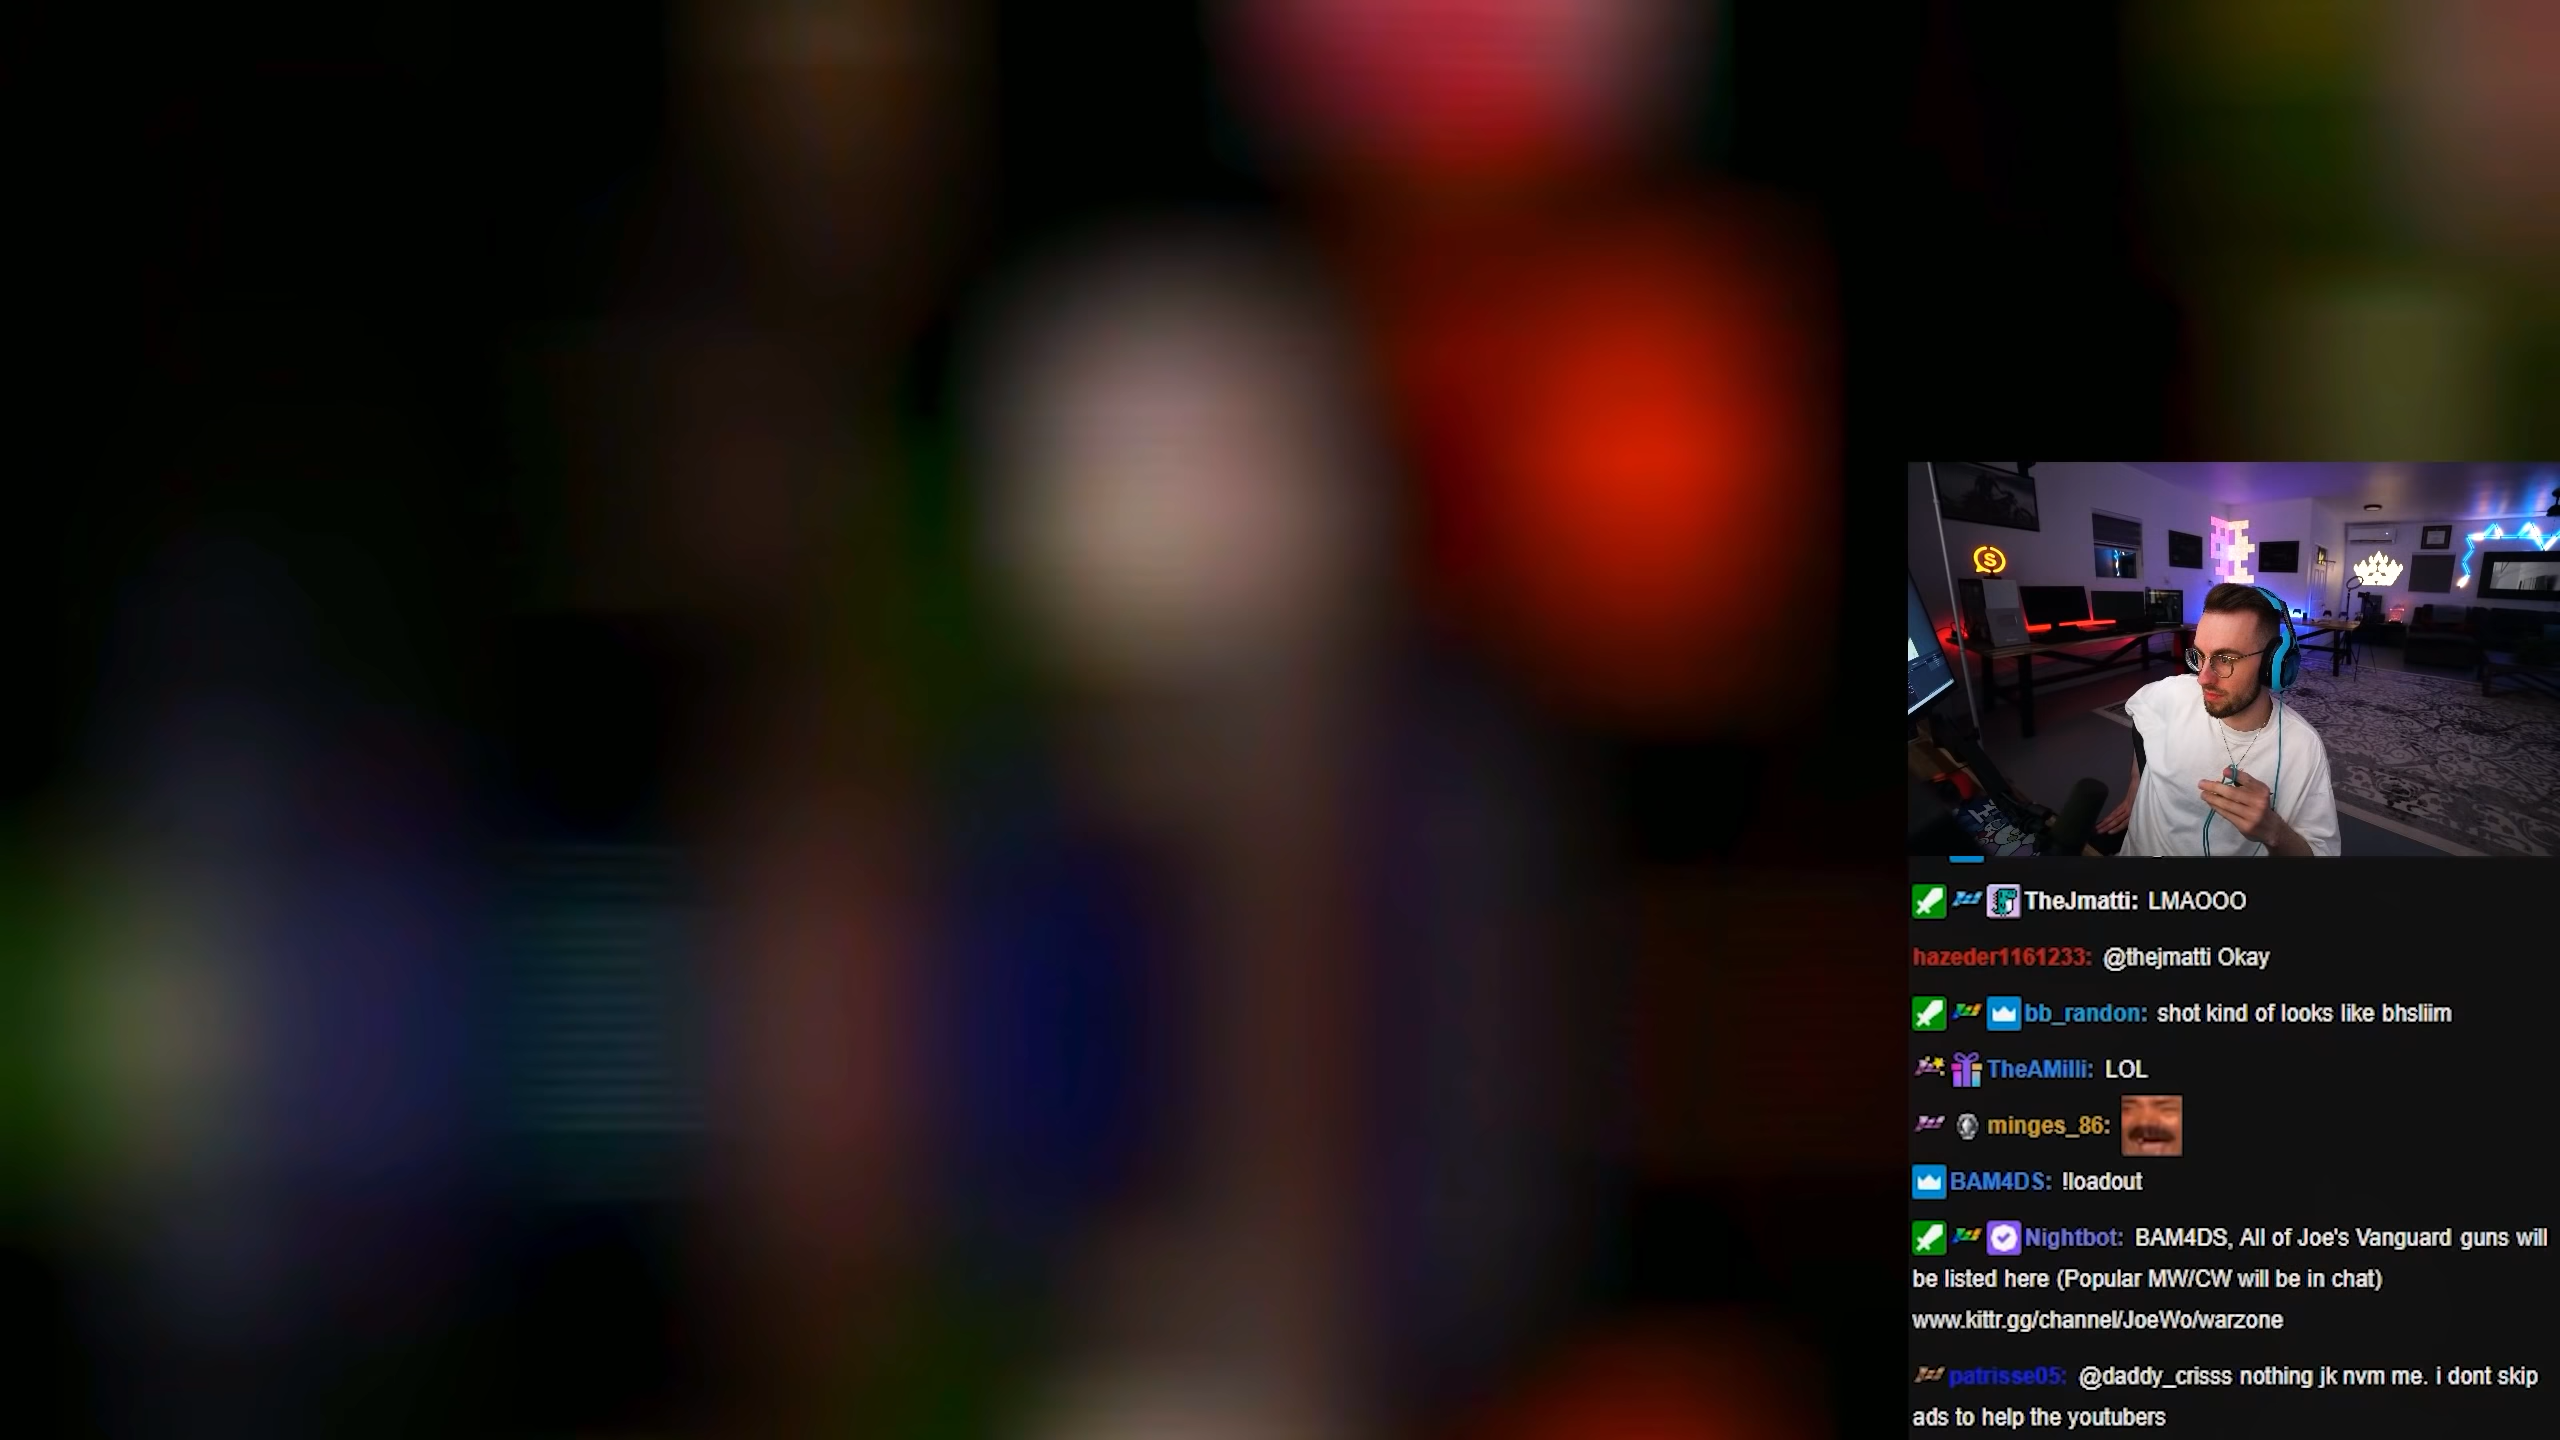 TheJmatti: LMAOOO
hazeder1161233: @thejmatti Okay
bb_randon: shot kind of looks like bhsliim
TheAMilli: LOL
minges_86:
BAM4DS: !loadout
Nightbot: BAM4DS, All of Joe's Vanguard guns will
be listed here (Popular MW/CW will be in chat)
www.kittr.gg/channel/JoeWo/warzone
patrisse05: @daddy_crisss nothing jk nvm me. i dont skip
ads to help the youtubers